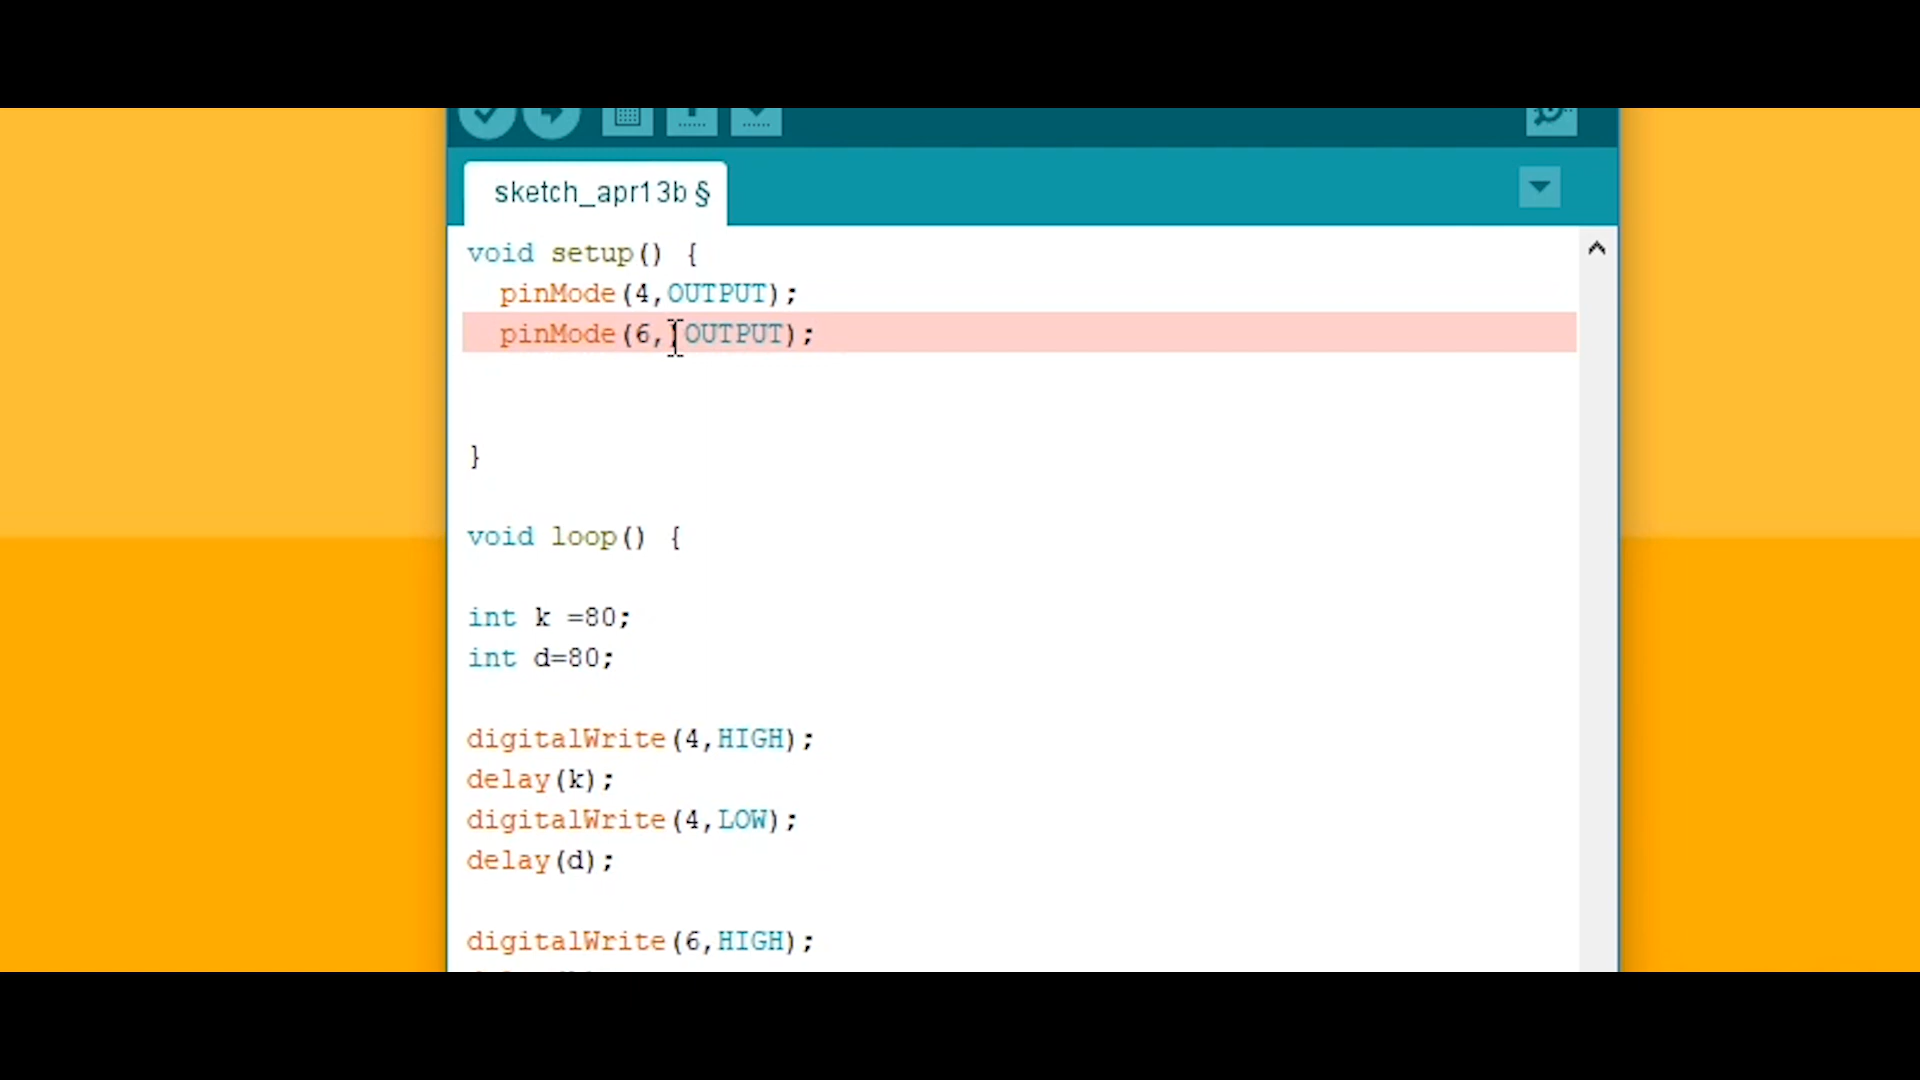 sketch_apr13b §
void setup() {
pinMode(4,OUTPUT);
pinMode(6,)OUTPUT);
}
void loop() {
int k =80;
int d=80;
digitalWrite(4,HIGH);
delay(k);
digitalWrite(4,LOW);
delay(d);
digitalWrite(6,HIGH);